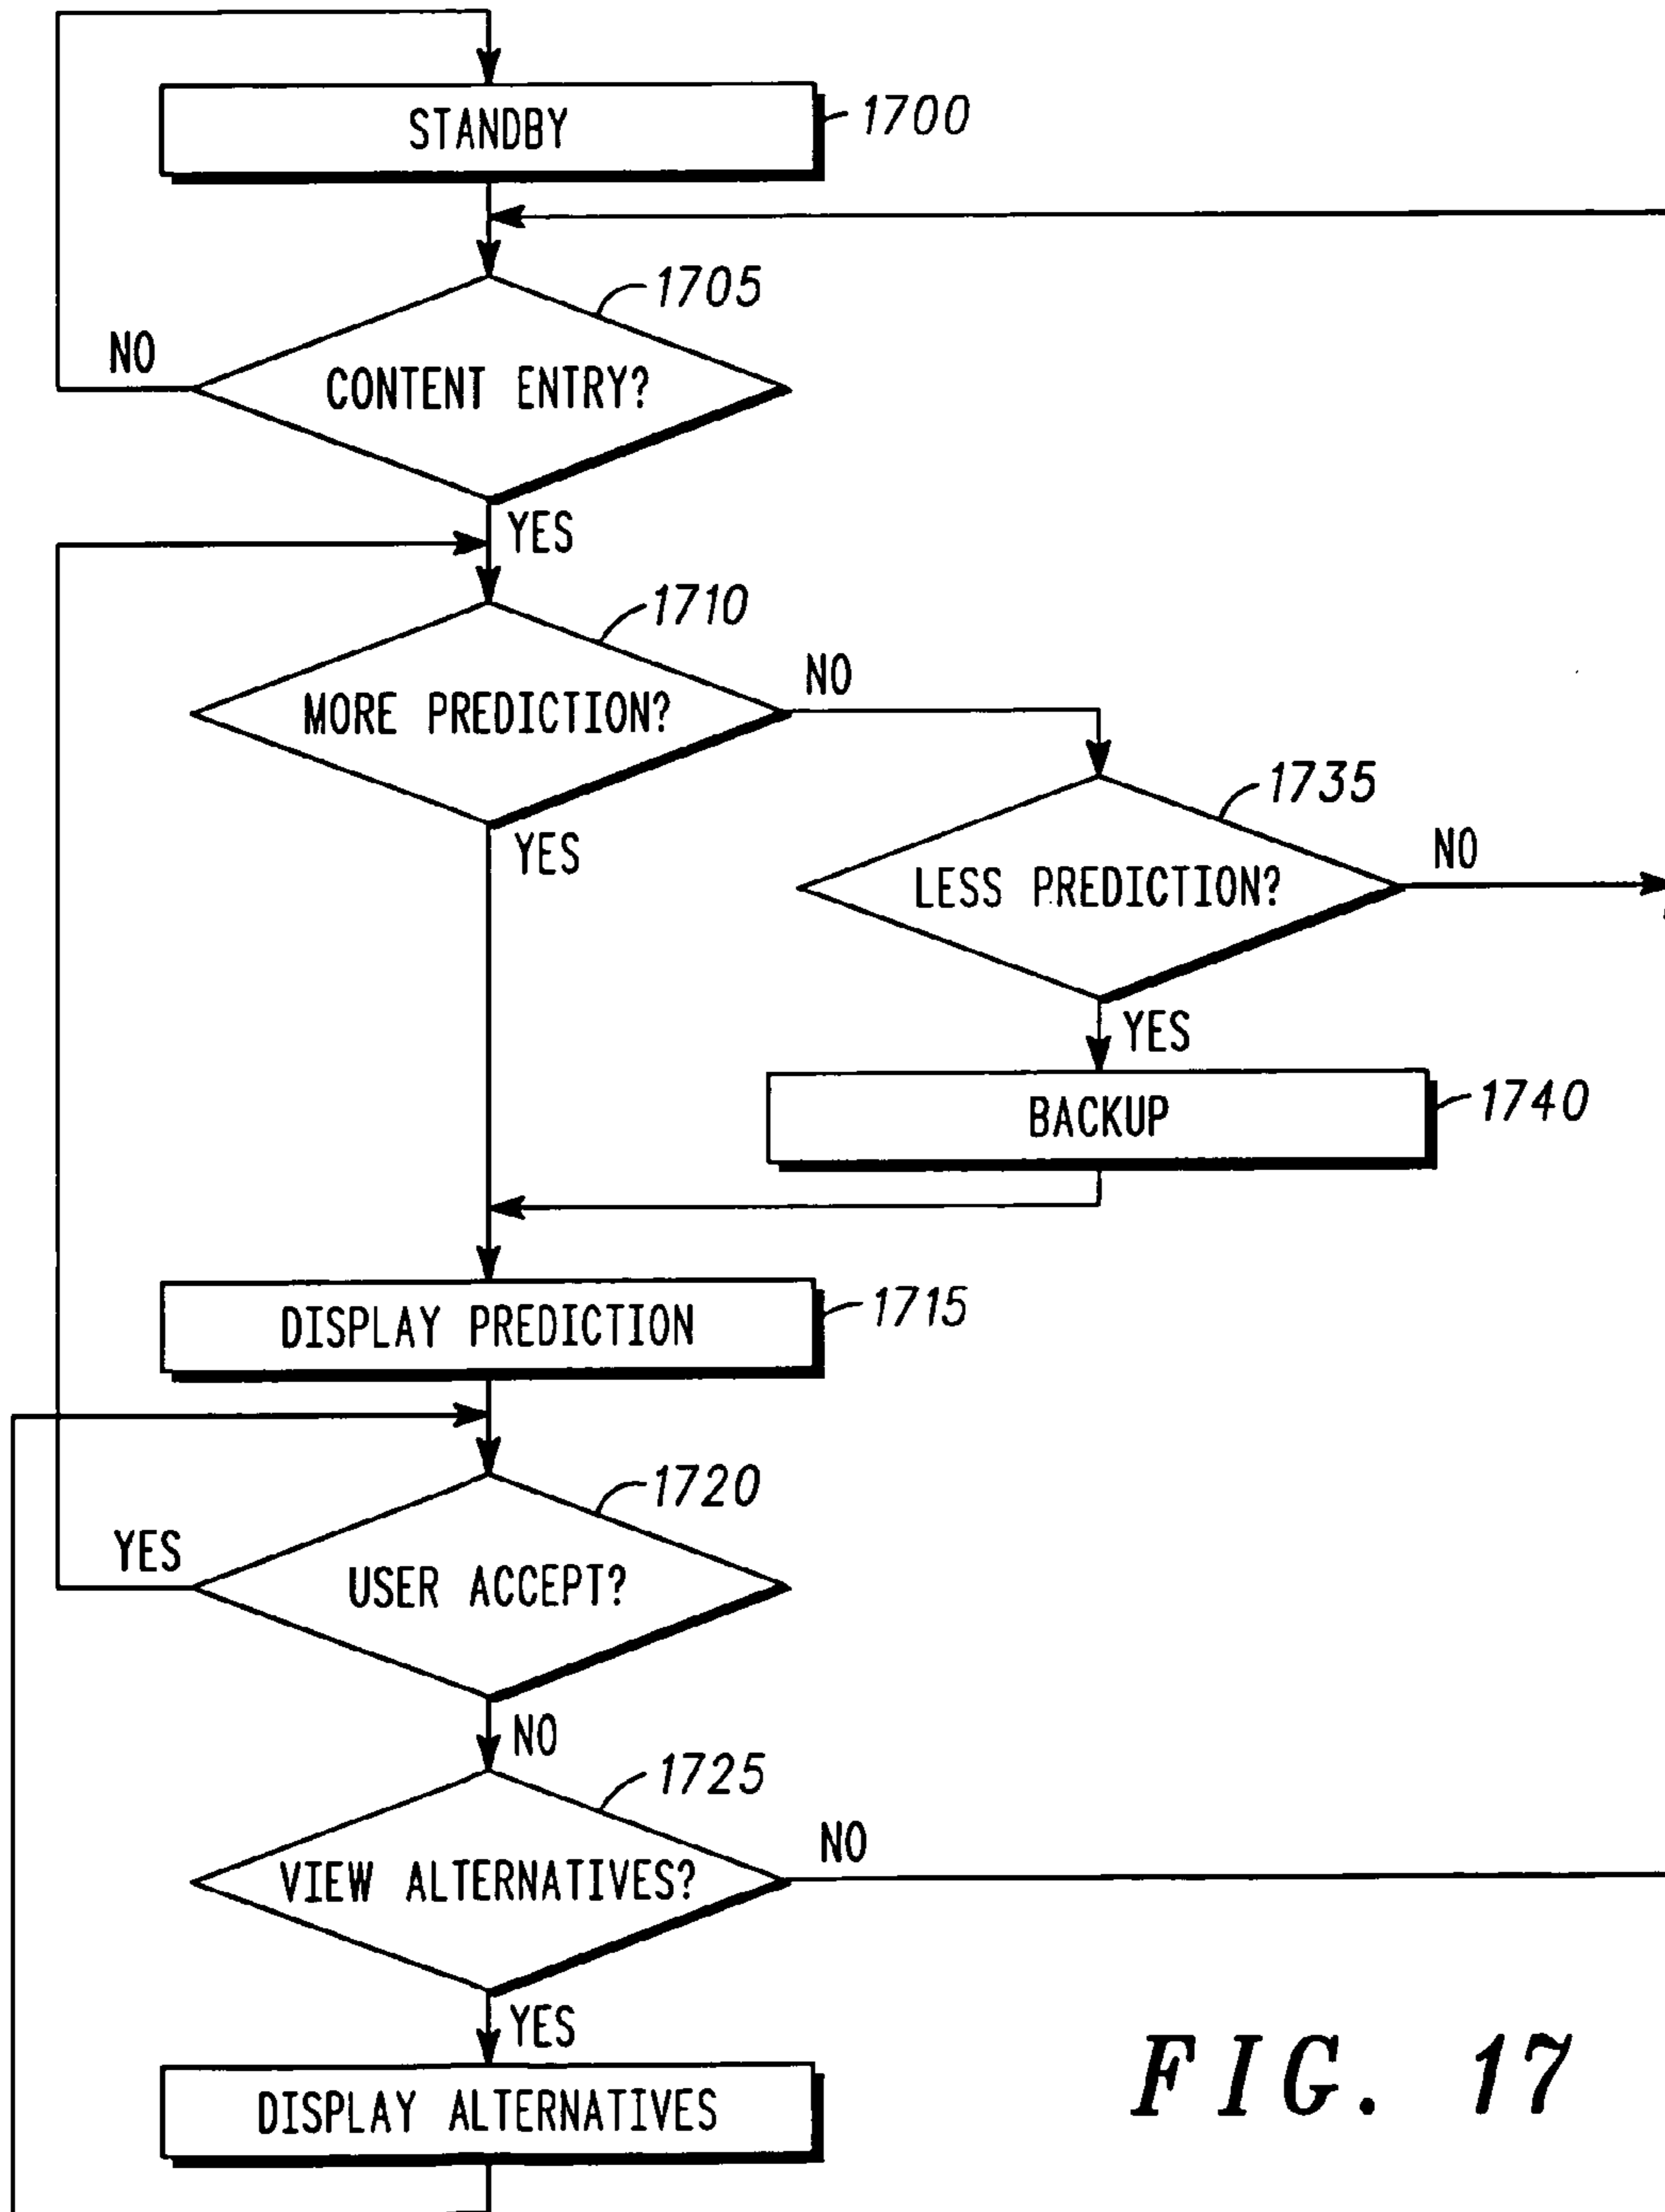 STANDBY
1700
1705
NO
CONTENT ENTRY?
YES
1710
NO
MORE PREDICTION?
1735
YES
NO
LESS PREDICTION?
YES
BACKUP
1740
DISPLAY PREDICTION
1715
1720
YES
USER ACCEPT?
NO
1725
NO
VIEW ALTERNATIVES?
YES
DISPLAY ALTERNATIVES
FIG. 17